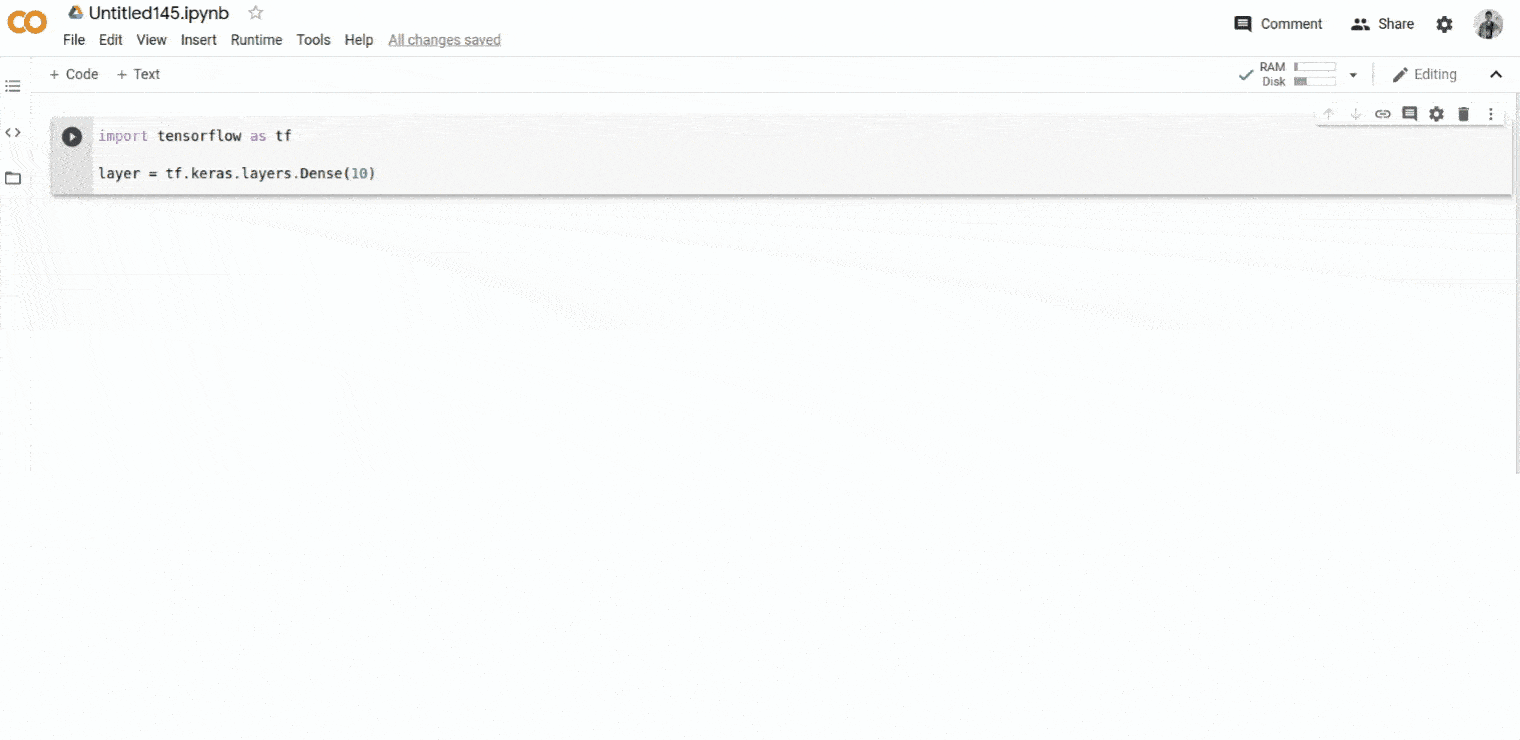 Untitled145.ipynb
Comment Share
File Edit View Insert Runtime Tools Help All changes saved
+ Code + Text
RAM
Disk
Editing
import tensorflow as tf
layer = tf.keras.layers.Dense(10)